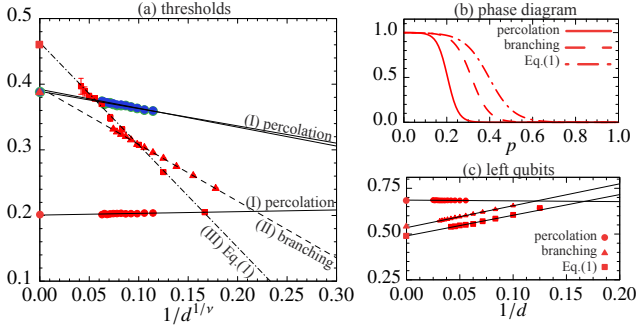 (a) thresholds
0.5
0.4
0.3
0.2
0.1
0.00 0.05 0.10 0.15 0.20 0.25 0.30
1/d^{1/ν}
(I) percolation
(I) percolation
(II) branching
(III) Eq.(1)
(b) phase diagram
percolation
branching
Eq.(1)
1.0
0.5
0.0
0.0 0.2 0.4 0.6 0.8 1.0
p
(c) left qubits
0.75
0.50
0.25
percolation
branching
Eq.(1)
0.00 0.05 0.10 0.15 0.20
1/d